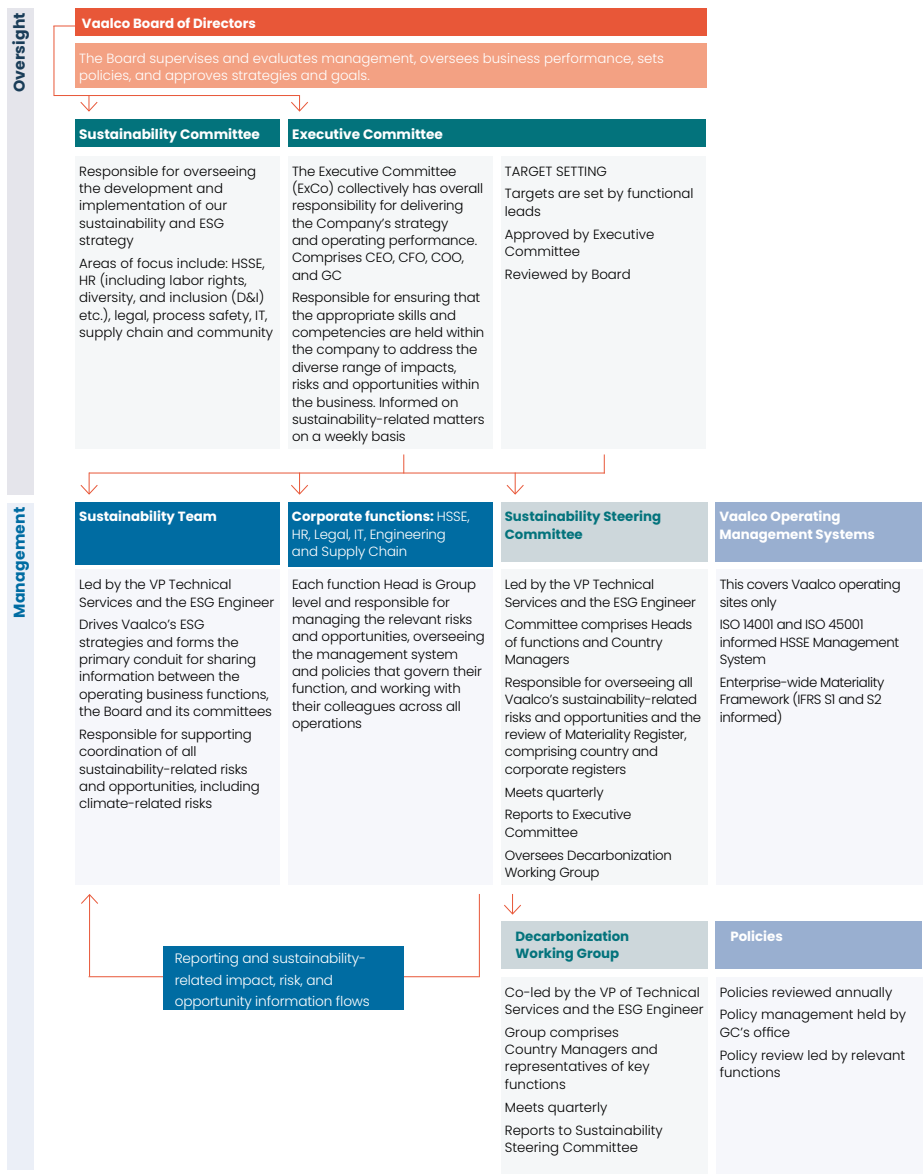 Oversight
Vaalco Board of Directors
The Board supervises and evaluates management, oversees business performance, sets
policies, and approves strategies and goals.
Sustainability Committee
Responsible for overseeing
the development and
implementation of our
sustainability and ESG
strategy
Areas of focus include: HSSE,
HR (including labor rights,
diversity, and inclusion (D&I)
etc.), legal, process safety, IT,
supply chain and community
Executive Committee
The Executive Committee
(ExCo) collectively has overall
responsibility for delivering
the Company's strategy
and operating performance.
Comprises CEO, CFO, COO,
and GC
Responsible for ensuring that
the appropriate skills and
competencies are held within
the company to address the
diverse range of impacts,
risks and opportunities within
the business. Informed on
sustainability-related matters
on a weekly basis
TARGET SETTING
Targets are set by functional
leads
Approved by Executive
Committee
Reviewed by Board
Management
Sustainability Team
Led by the VP Technical
Services and the ESG Engineer
Drives Vaalco's ESG
strategies and forms the
primary conduit for sharing
information between the
operating business functions,
the Board and its committees
Responsible for supporting
coordination of all
sustainability-related risks
and opportunities, including
climate-related risks
Corporate functions: HSSE,
HR, Legal, IT, Engineering
and Supply Chain
Each function Head is Group
level and responsible for
managing the relevant risks
and opportunities, overseeing
the management system
and policies that govern their
function, and working with
their colleagues across all
operations
Sustainability Steering
Committee
Led by the VP Technical
Services and the ESG Engineer
Committee comprises Heads
of functions and Country
Managers
Responsible for overseeing all
Vaalco's sustainability-related
risks and opportunities and the
review of Materiality Register,
comprising country and
corporate registers
Meets quarterly
Reports to Executive
Committee
Oversees Decarbonization
Working Group
Vaalco Operating
Management Systems
This covers Vaalco operating
sites only
ISO 14001 and ISO 45001
informed HSSE Management
System
Enterprise-wide Materiality
Framework (IFRS S1 and S2
informed)
Reporting and sustainability-
related impact, risk, and
opportunity information flows
Decarbonization
Working Group
Co-led by the VP of Technical
Services and the ESG Engineer
Group comprises
Country Managers and
representatives of key
functions
Meets quarterly
Reports to Sustainability
Steering Committee
Policies
Policies reviewed annually
Policy management held by
GC's office
Policy review led by relevant
functions